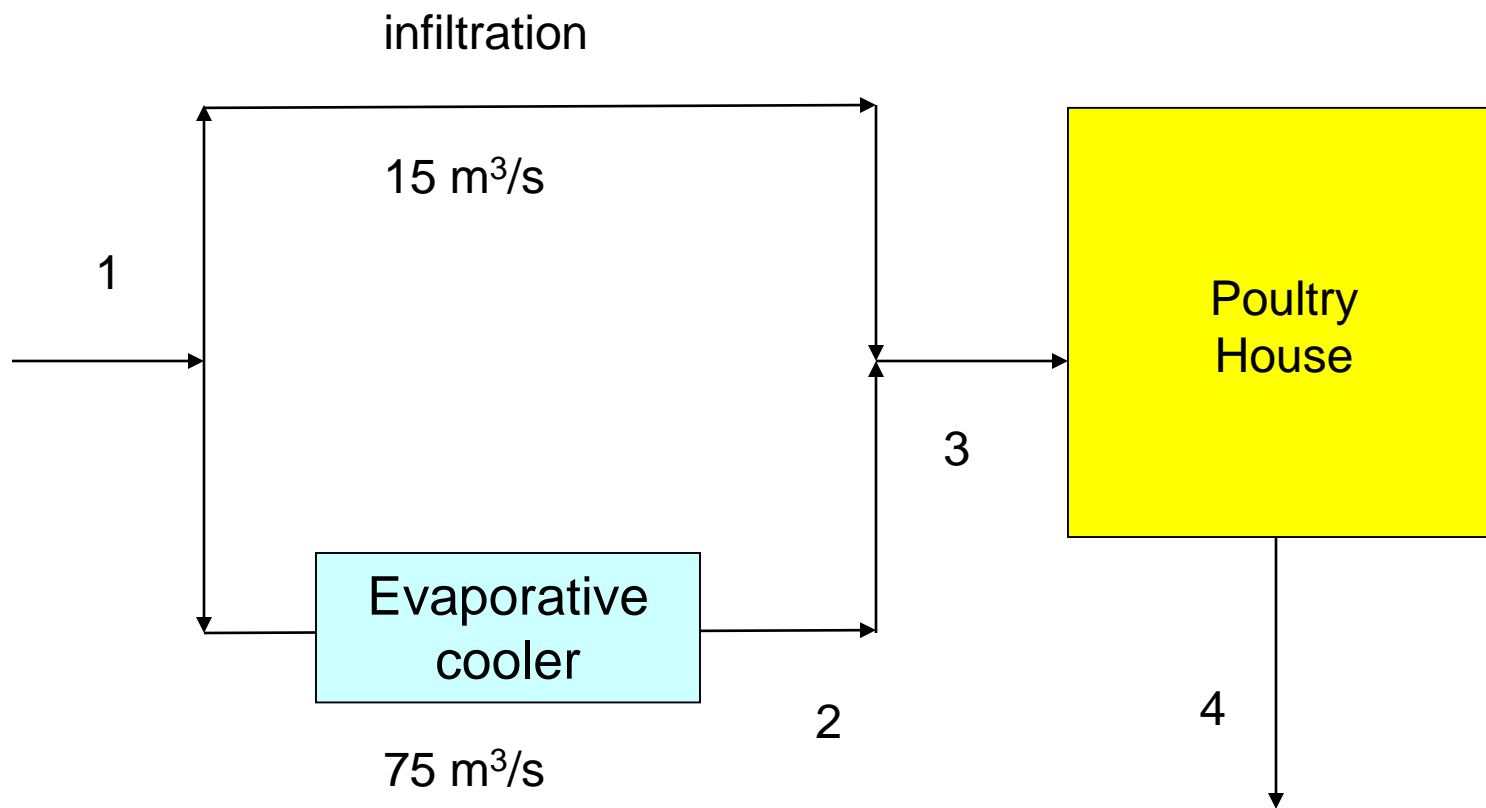 infiltration
15 m³/s
1
Poultry
House
3
Evaporative
cooler
2
4
75 m³/s